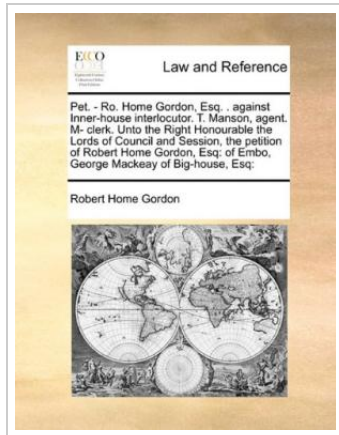 ECCO
Law and Reference
Pet. - Ro. Home Gordon, Esq. . against
Inner-house interlocutor. T. Manson, agent.
M- clerk. Unto the Right Honourable the
Lords of Council and Session, the petition
of Robert Home Gordon, Esq: of Embo,
George Mackeay of Big-house, Esq:
Robert Home Gordon